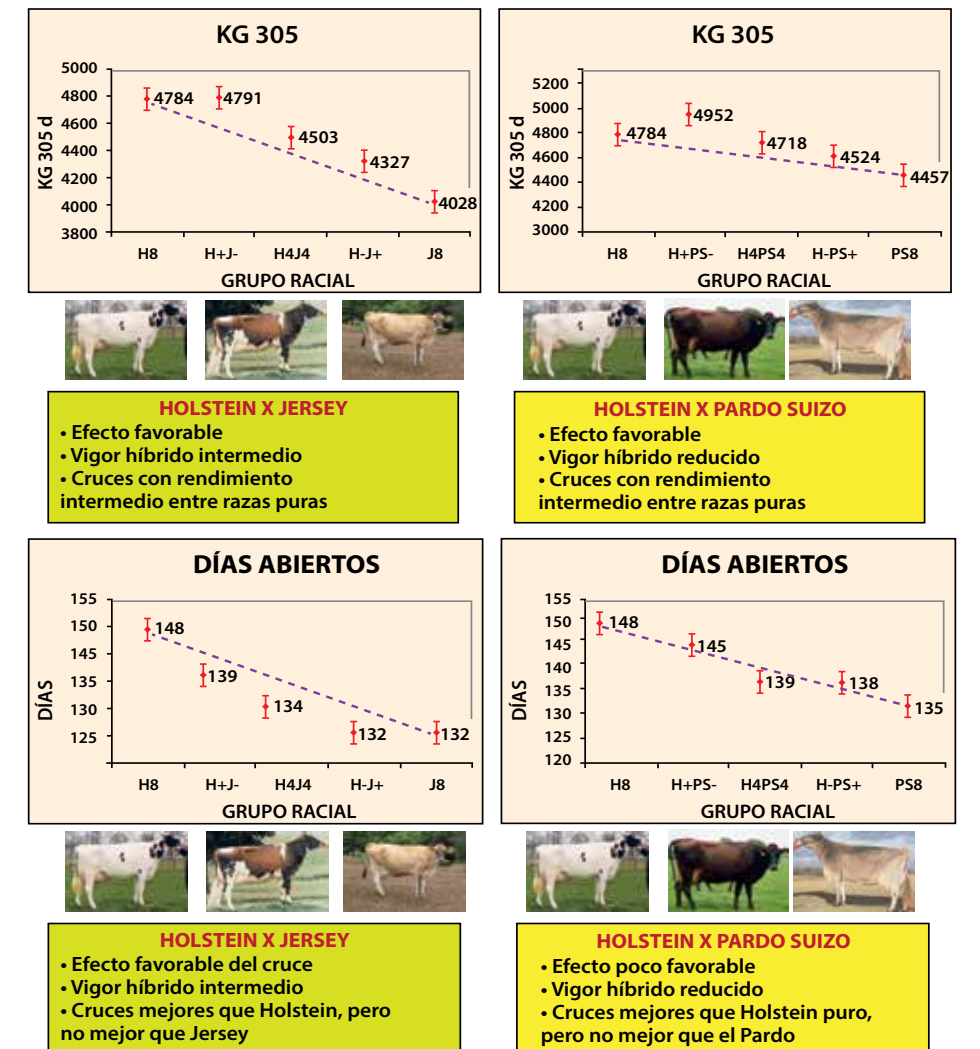 KG 305
5000
4800
4600
4400
4200
4000
3800
KG 305 d
4784
4791
4503
4327
4028
H8 H+J- H4J4 H-J+ J8
GRUPO RACIAL
KG 305
5200
5000
4800
4600
4400
4200
3000
KG 305 d
4784
4952
4718
4524
4457
H8 H+PS- H4PS4 H-PS+ PS8
GRUPO RACIAL
HOLSTEIN X JERSEY
• Efecto favorable
• Vigor híbrido intermedio
• Cruces con rendimiento
intermedio entre razas puras
HOLSTEIN X PARDO SUIZO
• Efecto favorable
• Vigor híbrido reducido
• Cruces con rendimiento
intermedio entre razas puras
DÍAS ABIERTOS
155
150
145
135
130
125
DÍAS
148
139
134
132
132
H8 H+J- H4J4 H-J+ J8
GRUPO RACIAL
DÍAS ABIERTOS
155
150
145
140
135
130
125
120
DÍAS
148
145
139
138
135
H8 H+PS- H4PS4 H-PS+ PS8
GRUPO RACIAL
HOLSTEIN X JERSEY
• Efecto favorable del cruce
• Vigor híbrido intermedio
• Cruces mejores que Holstein, pero
no mejor que Jersey
HOLSTEIN X PARDO SUIZO
• Efecto poco favorable
• Vigor híbrido reducido
• Cruces mejores que Holstein puro,
pero no mejor que el Pardo